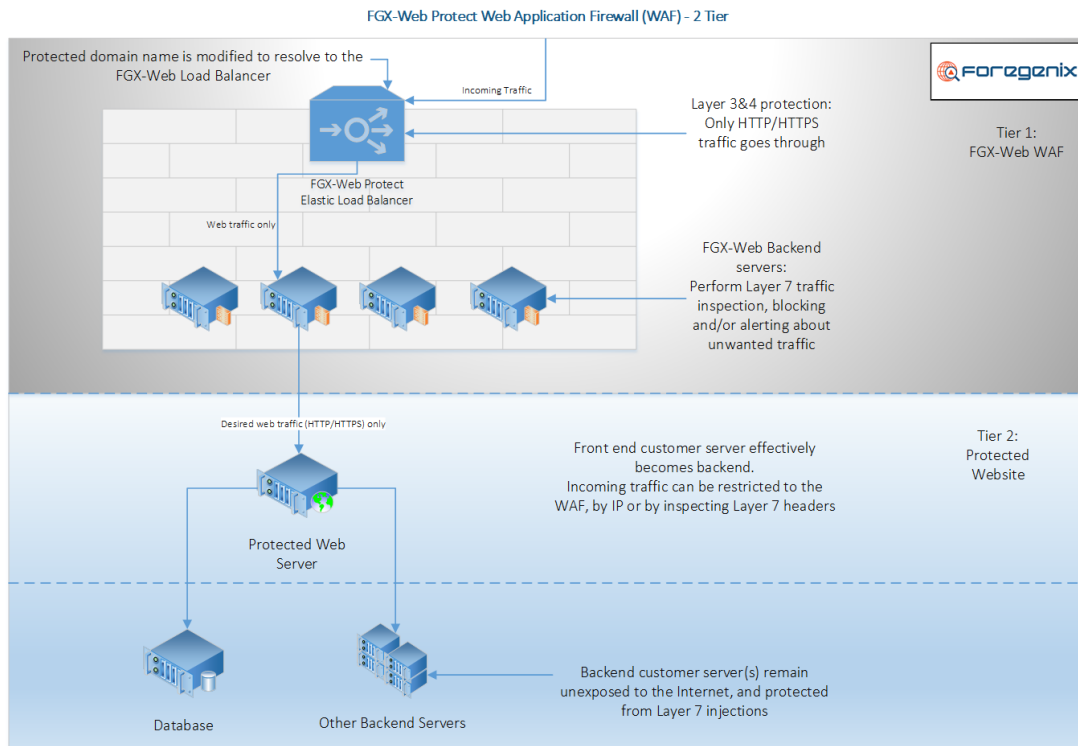 FGX-Web Protect Web Application Firewall (WAF) - 2 Tier
Protected domain name is modified to resolve to the
FGX-Web Load Balancer
Incoming Traffic
Foregenix
Layer 3&4 protection:
Only HTTP/HTTPS
traffic goes through
Tier 1:
FGX-Web WAF
FGX-Web Protect
Elastic Load Balancer
Web traffic only
FGX-Web Backend
servers:
Perform Layer 7 traffic
inspection, blocking
and/or alerting about
unwanted traffic
Desired web traffic (HTTP/HTTPS) only
Front end customer server effectively
becomes backend.
Incoming traffic can be restricted to the
WAF, by IP or by inspecting Layer 7 headers
Tier 2:
Protected
Website
Protected Web
Server
Database
Other Backend Servers
Backend customer server(s) remain
unexposed to the Internet, and protected
from Layer 7 injections